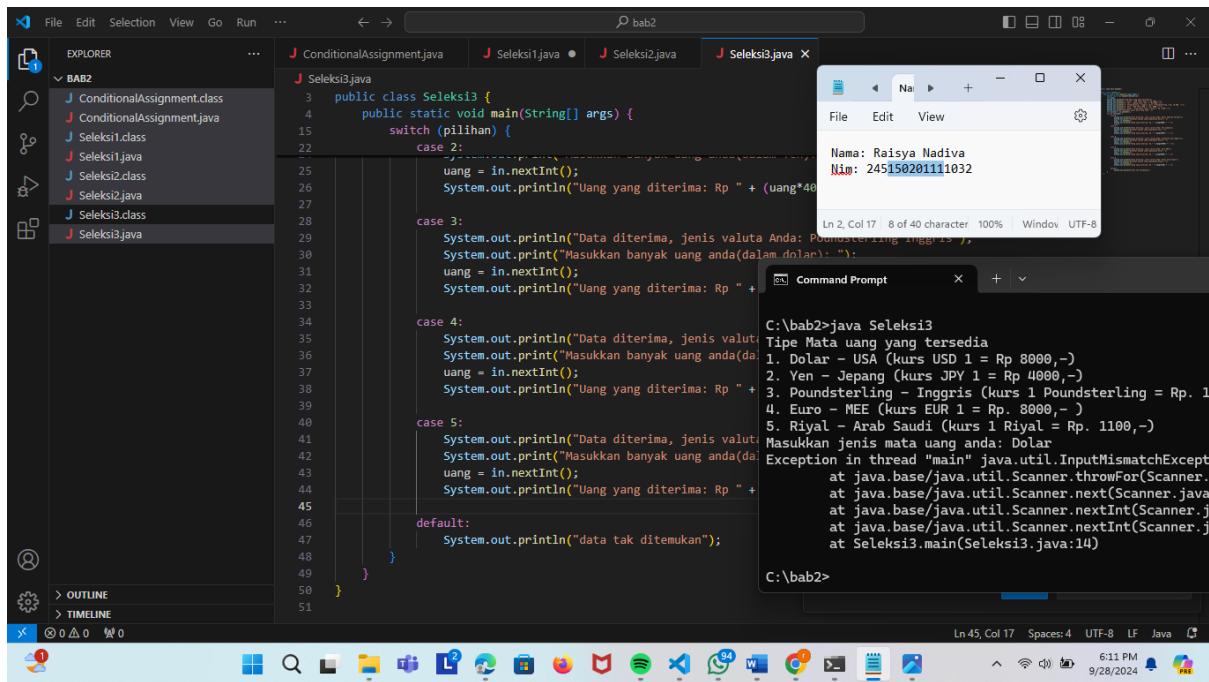 File Edit Selection View Go Run ··· ← → bab2
EXPLORER ···
BAB2
ConditionalAssignment.class
ConditionalAssignment.java
Seleksi1.class
Seleksi1.java
Seleksi2.class
Seleksi2.java
Seleksi3.class
Seleksi3.java
OUTLINE
TIMELINE
ConditionalAssignment.java Seleksi1.java ● Seleksi2.java Seleksi3.java ×
Seleksi3.java
3 public class Seleksi3 {
4 public static void main(String[] args) {
15 switch (pilihan) {
22 case 2:
25 uang = in.nextInt();
26 System.out.println("Uang yang diterima: Rp " + (uang*40
27
28 case 3:
29 System.out.println("Data diterima, jenis valuta Anda: Poundsterling Inggris");
30 System.out.print("Masukkan banyak uang anda(dalam dolar): ");
31 uang = in.nextInt();
32 System.out.println("Uang yang diterima: Rp " +
33
34 case 4:
35 System.out.println("Data diterima, jenis valuta
36 System.out.print("Masukkan banyak uang anda(da
37 uang = in.nextInt();
38 System.out.println("Uang yang diterima: Rp " +
39
40 case 5:
41 System.out.println("Data diterima, jenis valuta
42 System.out.print("Masukkan banyak uang anda(da
43 uang = in.nextInt();
44 System.out.println("Uang yang diterima: Rp " +
45
46 default:
47 System.out.println("data tak ditemukan");
48 }
49 }
50 }
51
Na
File Edit View
Nama: Raisya Nadiva
Nim: 245150201111032
Ln 2, Col 17 8 of 40 character 100% Windov UTF-8
Command Prompt × +
C:\bab2>java Seleksi3
Tipe Mata uang yang tersedia
1. Dolar - USA (kurs USD 1 = Rp 8000,-)
2. Yen - Jepang (kurs JPY 1 = Rp 4000,-)
3. Poundsterling - Inggris (kurs 1 Poundsterling = Rp. 1
4. Euro - MEE (kurs EUR 1 = Rp. 8000,- )
5. Riyal - Arab Saudi (kurs 1 Riyal = Rp. 1100,-)
Masukkan jenis mata uang anda: Dolar
Exception in thread "main" java.util.InputMismatchExcept
at java.base/java.util.Scanner.throwFor(Scanner.
at java.base/java.util.Scanner.next(Scanner.java
at java.base/java.util.Scanner.nextInt(Scanner.j
at java.base/java.util.Scanner.nextInt(Scanner.j
at Seleksi3.main(Seleksi3.java:14)
C:\bab2>
0 0 0 Ln 45, Col 17 Spaces: 4 UTF-8 LF Java
1 2 94 6:11 PM
9/28/2024
PRE